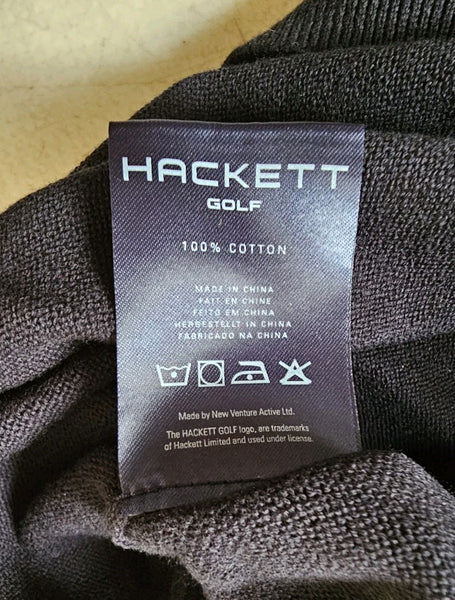 HACKETT
GOLF
100% COTTON
MADE IN CHINA
FAIT EN CHINE
FEITO EM CHINA
HERGESTELLT IN CHINA
FABRICADO NA CHINA
Made by New Venture Active Ltd.
The HACKETT GOLF logo, are trademarks
of Hackett Limited and used under license.